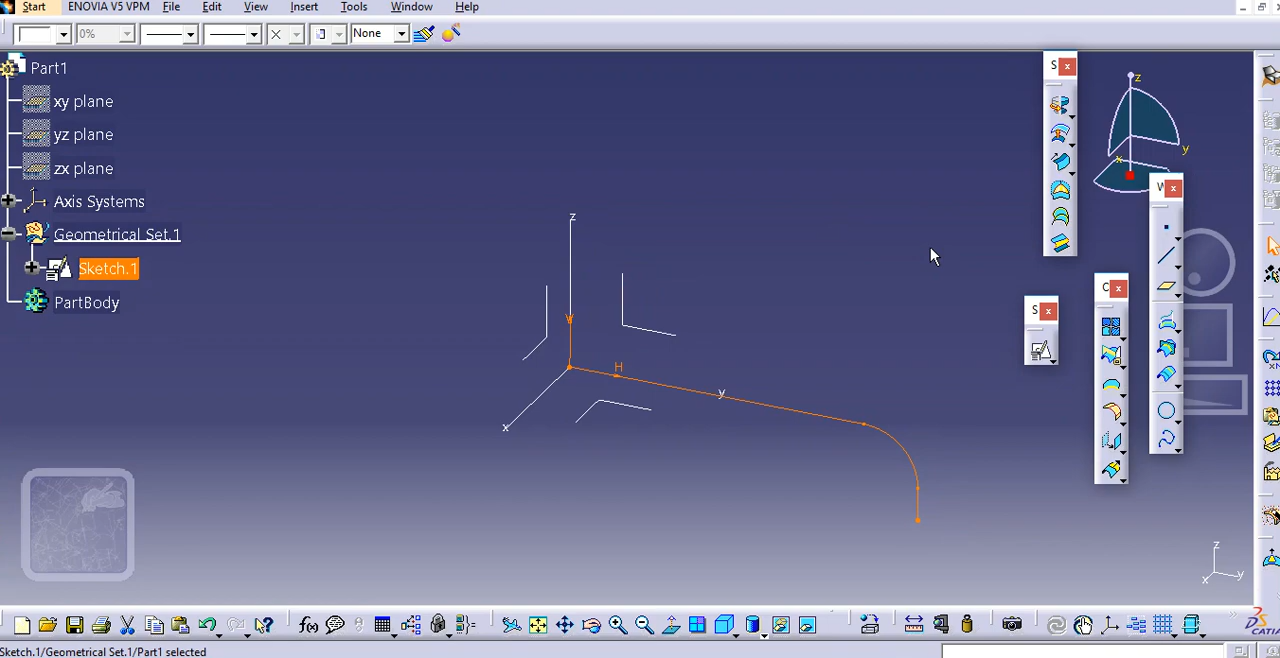 Start ENOVIA V5 VPM File Edit View Insert Tools Window Help
0% None
Part1
xy plane
yz plane
zx plane
Axis Systems
Geometrical Set.1
Sketch.1
PartBody
S x
z
y
x
W x
C x
S x
z
V
H
y
x
z
x y
f(x)
CATIA
Sketch.1/Geometrical Set.1/Part1 selected